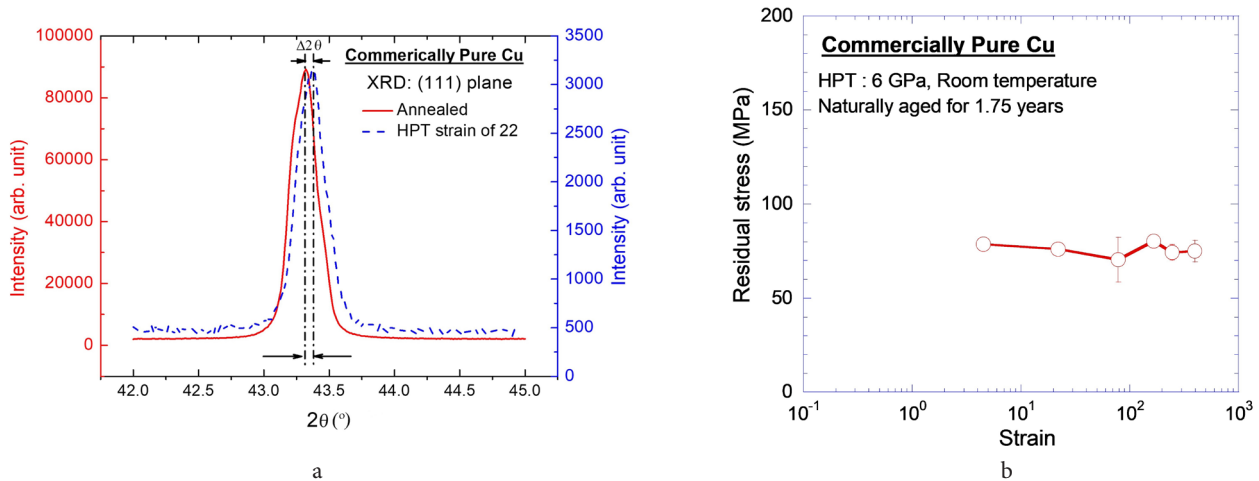 Δ2θ
Commerically Pure Cu
XRD: (111) plane
Annealed
HPT strain of 22
100000
80000
60000
40000
20000
0
Intensity (arb. unit)
3500
3000
2500
2000
1500
1000
500
0
Intensity (arb. unit)
42.0 42.5 43.0 43.5 44.0 44.5 45.0
2θ (°)
a
Commercially Pure Cu
HPT : 6 GPa, Room temperature
Naturally aged for 1.75 years
200
150
100
50
0
Residual stress (MPa)
10⁻¹ 10⁰ 10¹ 10² 10³
Strain
b